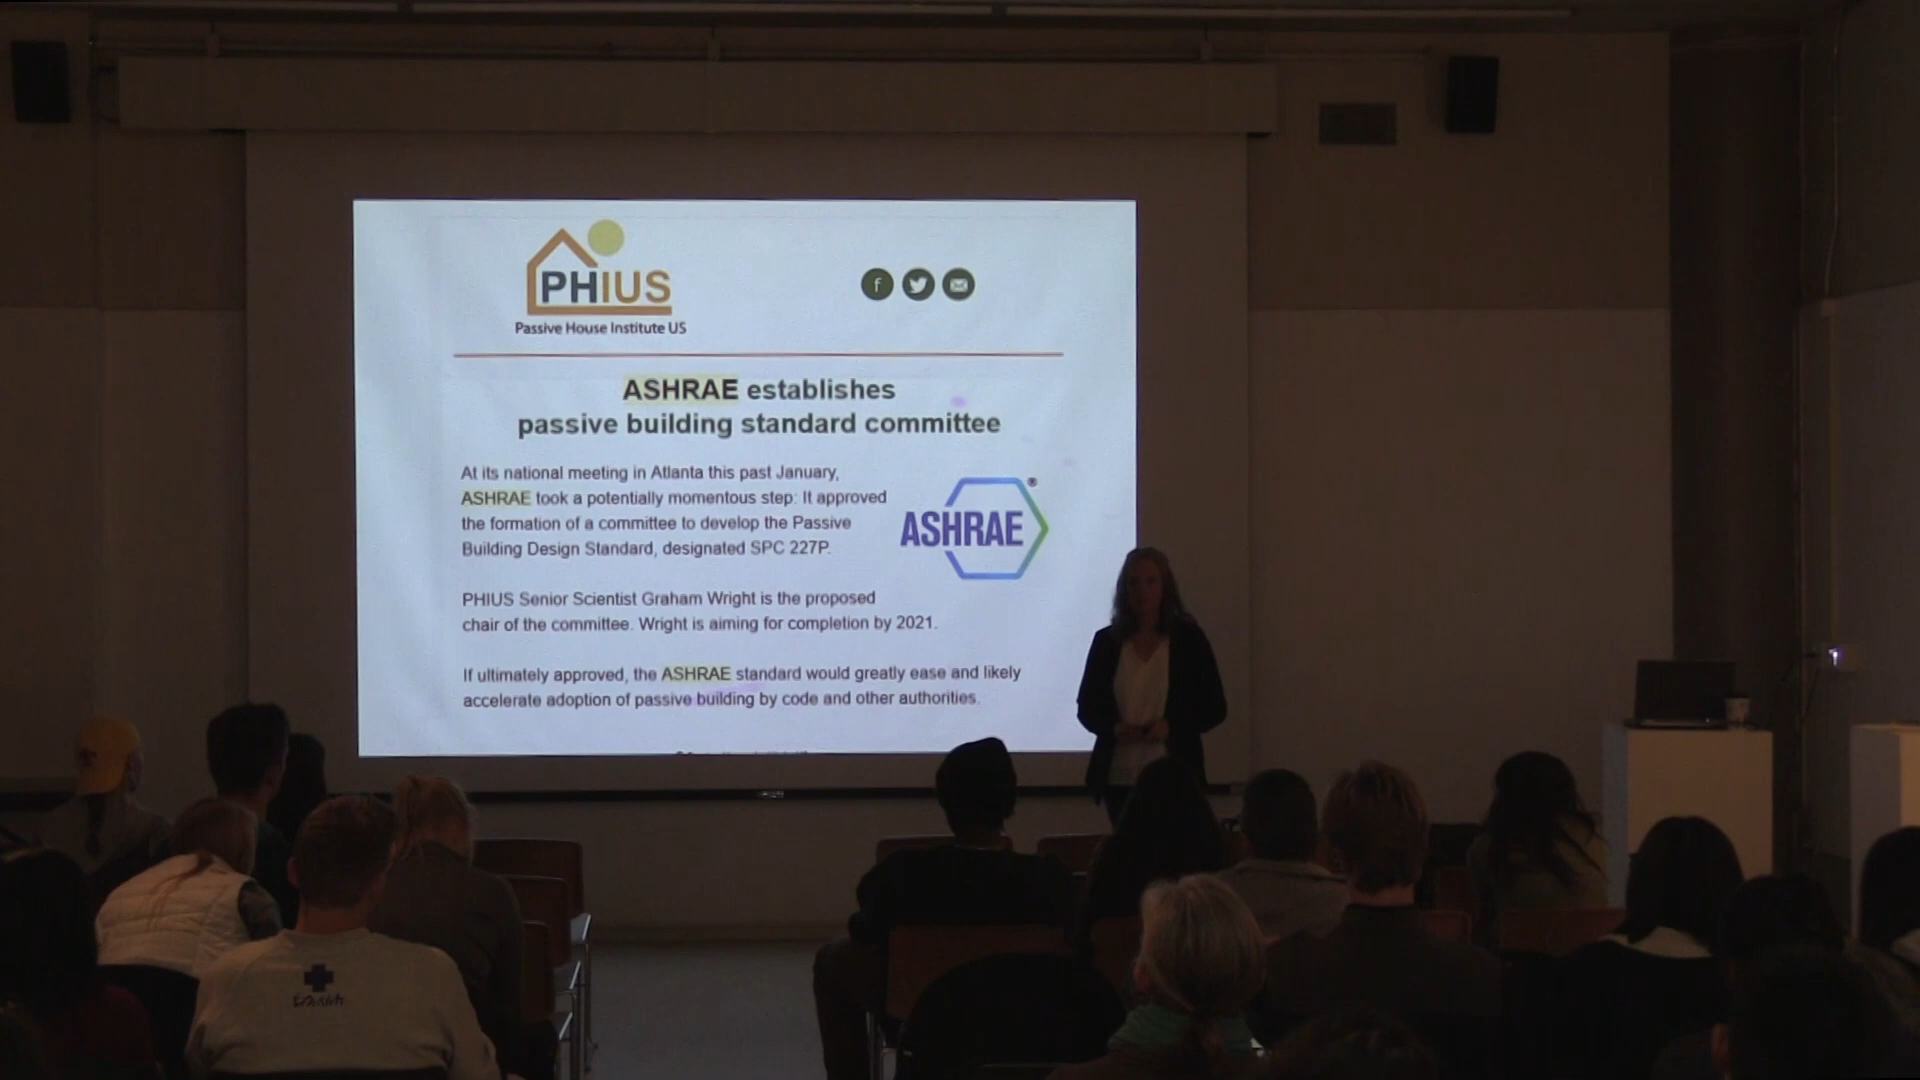 PHIUS
Passive House Institute US
ASHRAE establishes
passive building standard committee
At its national meeting in Atlanta this past January,
ASHRAE took a potentially momentous step: It approved
the formation of a committee to develop the Passive
Building Design Standard, designated SPC 227P.
ASHRAE®
PHIUS Senior Scientist Graham Wright is the proposed
chair of the committee. Wright is aiming for completion by 2021.
If ultimately approved, the ASHRAE standard would greatly ease and likely
accelerate adoption of passive building by code and other authorities.